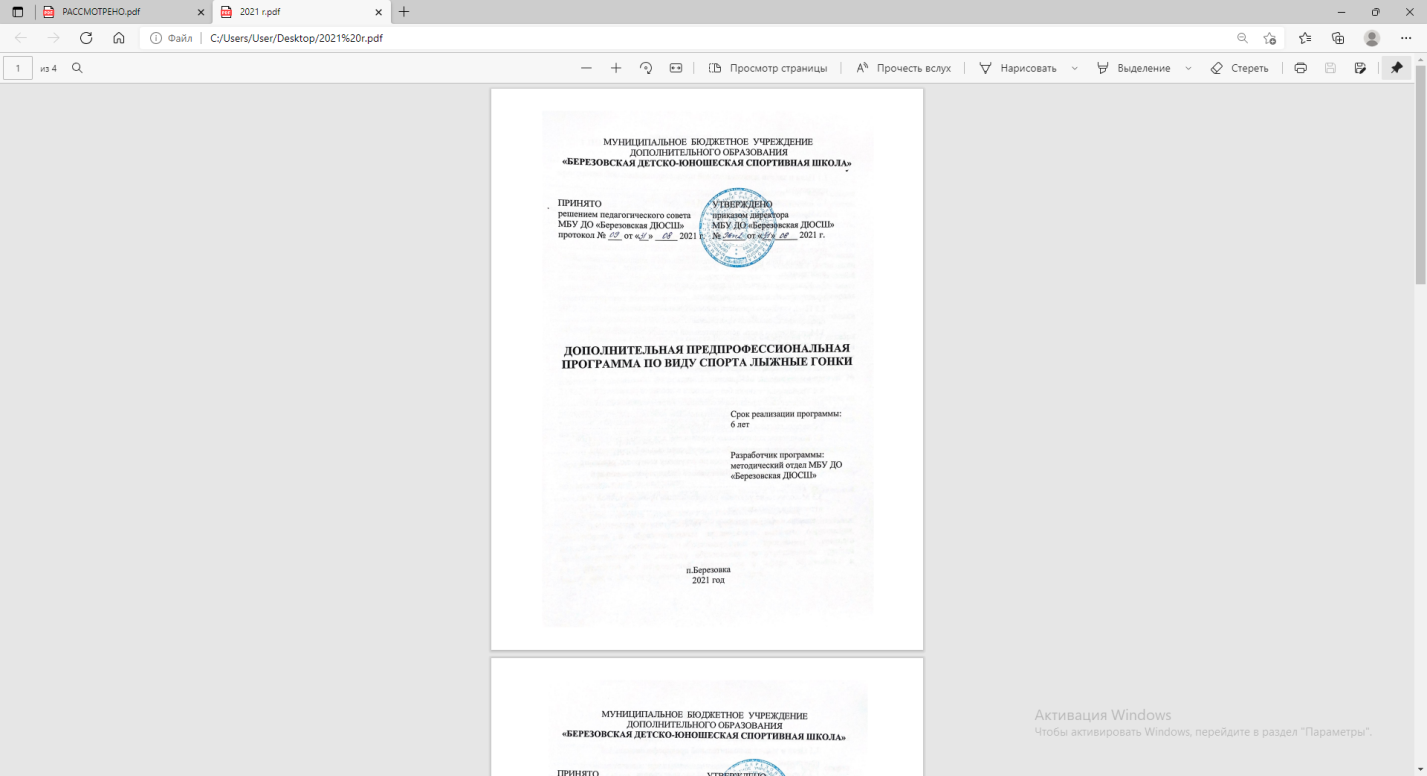 РАССМОТРЕНО.pdf
2021 г.pdf
Файл
C:/Users/User/Desktop/2021%20г.pdf
1 из 4
Просмотр страницы
Прочесть вслух
Нарисовать
Выделение
Стереть
МУНИЦИПАЛЬНОЕ БЮДЖЕТНОЕ УЧРЕЖДЕНИЕ
ДОПОЛНИТЕЛЬНОГО ОБРАЗОВАНИЯ
«БЕРЕЗОВСКАЯ ДЕТСКО-ЮНОШЕСКАЯ СПОРТИВНАЯ ШКОЛА»
ПРИНЯТО
решением педагогического совета
МБУ ДО «Березовская ДЮСШ»
протокол № от « » 08 2021 г.
УТВЕРЖДЕНО
приказом директора
МБУ ДО «Березовская ДЮСШ»
№ от « » 08 2021 г.
ДОПОЛНИТЕЛЬНАЯ ПРЕДПРОФЕССИОНАЛЬНАЯ
ПРОГРАММА ПО ВИДУ СПОРТА ЛЫЖНЫЕ ГОНКИ
Срок реализации программы:
6 лет
Разработчик программы:
методический отдел МБУ ДО
«Березовская ДЮСШ»
п.Березовка
2021 год
МУНИЦИПАЛЬНОЕ БЮДЖЕТНОЕ УЧРЕЖДЕНИЕ
ДОПОЛНИТЕЛЬНОГО ОБРАЗОВАНИЯ
«БЕРЕЗОВСКАЯ ДЕТСКО-ЮНОШЕСКАЯ СПОРТИВНАЯ ШКОЛА»
ПРИНЯТО
УТВЕРЖДЕНО
Активация Windows
Чтобы активировать Windows, перейдите в раздел "Параметры".